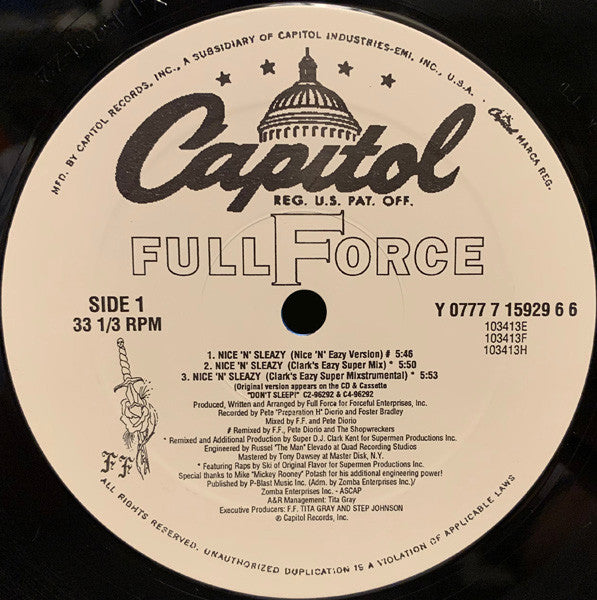 MFD. BY CAPITOL RECORDS, INC., A SUBSIDIARY OF CAPITOL INDUSTRIES-EMI, INC., U.S.A. · Capitol MARCA REG.
Capitol
REG. U.S. PAT. OFF.
FULL FORCE
SIDE 1
33 1/3 RPM
Y 0777 7 15929 6 6
103413E
103413F
103413H
1. NICE 'N' SLEAZY (Nice 'N' Eazy Version) # 5:46
2. NICE 'N' SLEAZY (Clark's Eazy Super Mix) * 5:50
3. NICE 'N' SLEAZY (Clark's Eazy Super Mixstrumental) * 5:53
(Original version appears on the CD & Cassette
"DON'T SLEEP!" C2-96292 & C4-96292
Produced, Written and Arranged by Full Force for Forceful Enterprises, Inc.
Recorded by Pete "Preparation H" Diorio and Foster Bradley
Mixed by F.F. and Pete Diorio
# Remixed by F.F., Pete Diorio and The Shopwreckers
* Remixed and Additional Production by Super D.J. Clark Kent for Supermen Productions Inc.
Engineered by Russel "The Man" Elevado at Quad Recording Studios
Mastered by Tony Dawsey at Master Disk, N.Y.
* Featuring Raps by Ski of Original Flavor for Supermen Productions Inc.
Special thanks to Mike "Mickey Rooney" Potash for his additional engineering power!
Published by P-Blast Music Inc. (Adm. by Zomba Enterprises Inc.)/
Zomba Enterprises Inc. - ASCAP
A&R Management: Tita Gray
Executive Producers: F.F. TITA GRAY AND STEP JOHNSON
℗ Capitol Records, Inc.
FF
ALL RIGHTS RESERVED. UNAUTHORIZED DUPLICATION IS A VIOLATION OF APPLICABLE LAWS